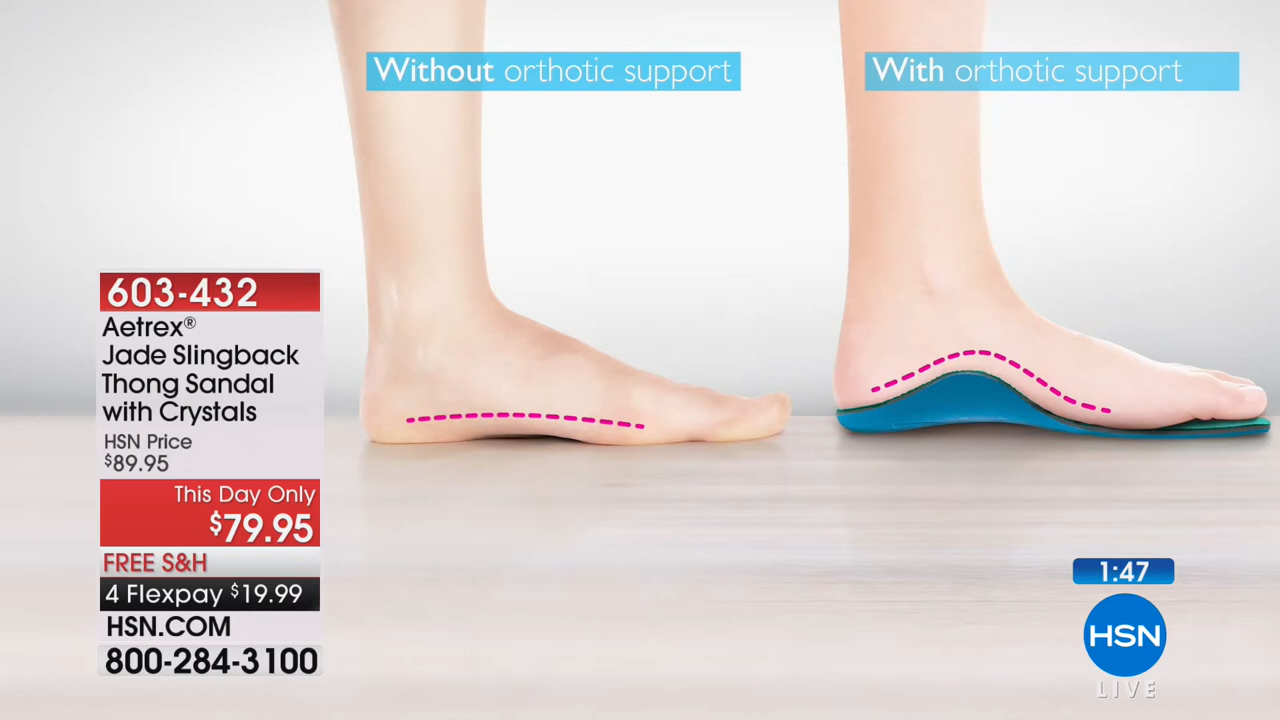 Without orthotic support
With orthotic support
603-432
Aetrex®
Jade Slingback
Thong Sandal
with Crystals
HSN Price
$89.95
This Day Only
$79.95
FREE S&H
4 Flexpay $19.99
HSN.COM
800-284-3100
1:47
HSN
LIVE